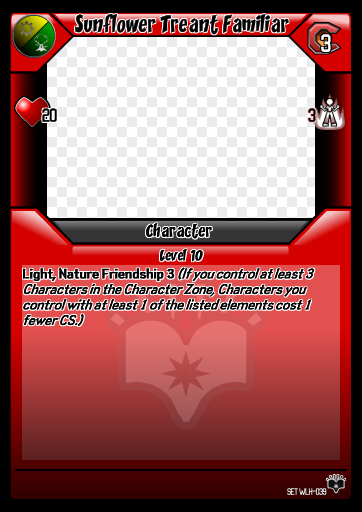 Sunflower Treant Familiar
3
20
3
Character
Level 10
Light, Nature Friendship 3 (If you control at least 3
Characters in the Character Zone, Characters you
control with at least 1 of the listed elements cost 1
fewer CS.)
SET WLH-039